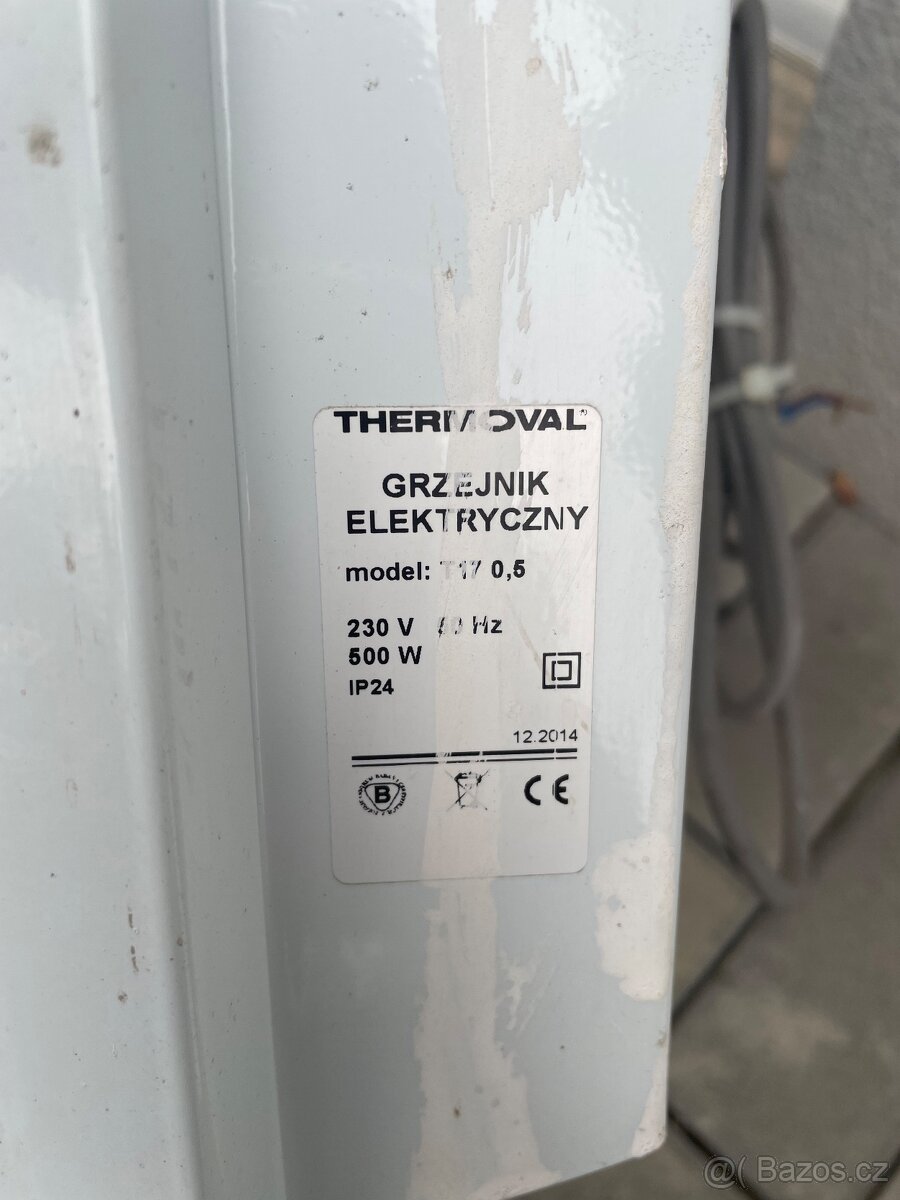 THERMOVAL®
GRZEJNIK
ELEKTRYCZNY
model: T17 0,5
230 V 50 Hz
500 W
IP24
12.2014
B
CE
@ Bazos.cz